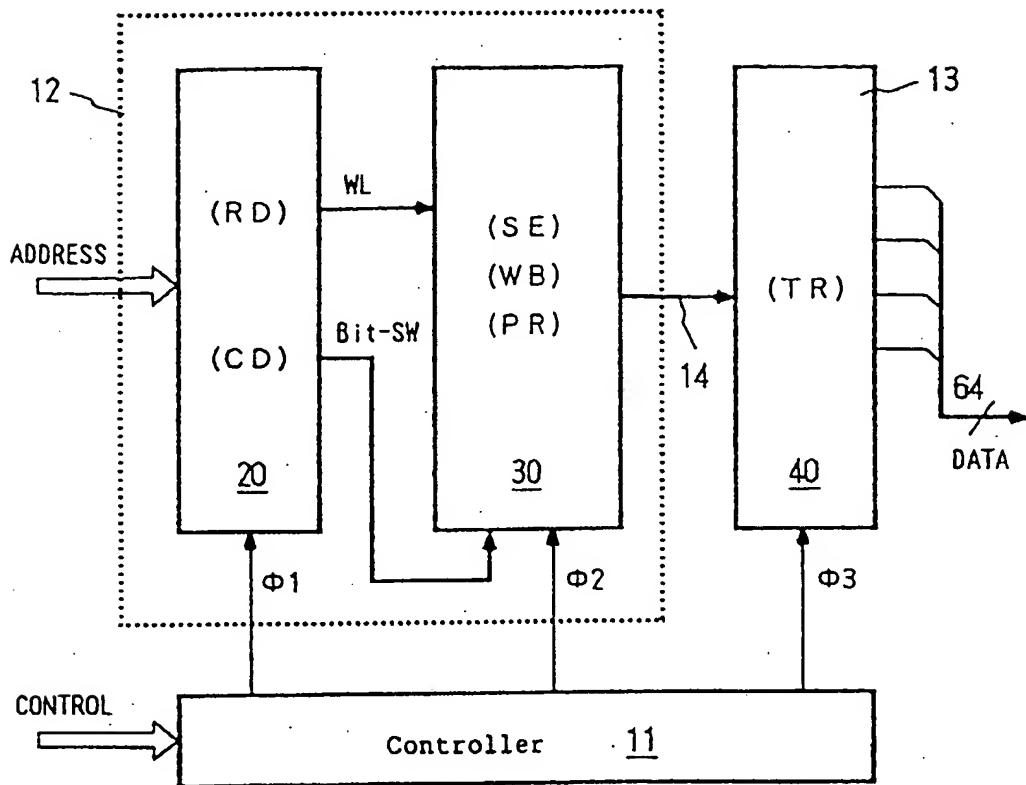 12
13
WL
(RD)
(SE)
ADDRESS
(WB)
(TR)
(PR)
Bit-SW
(CD)
14
64
20
30
40
DATA
Φ1
Φ2
Φ3
CONTROL
Controller 11